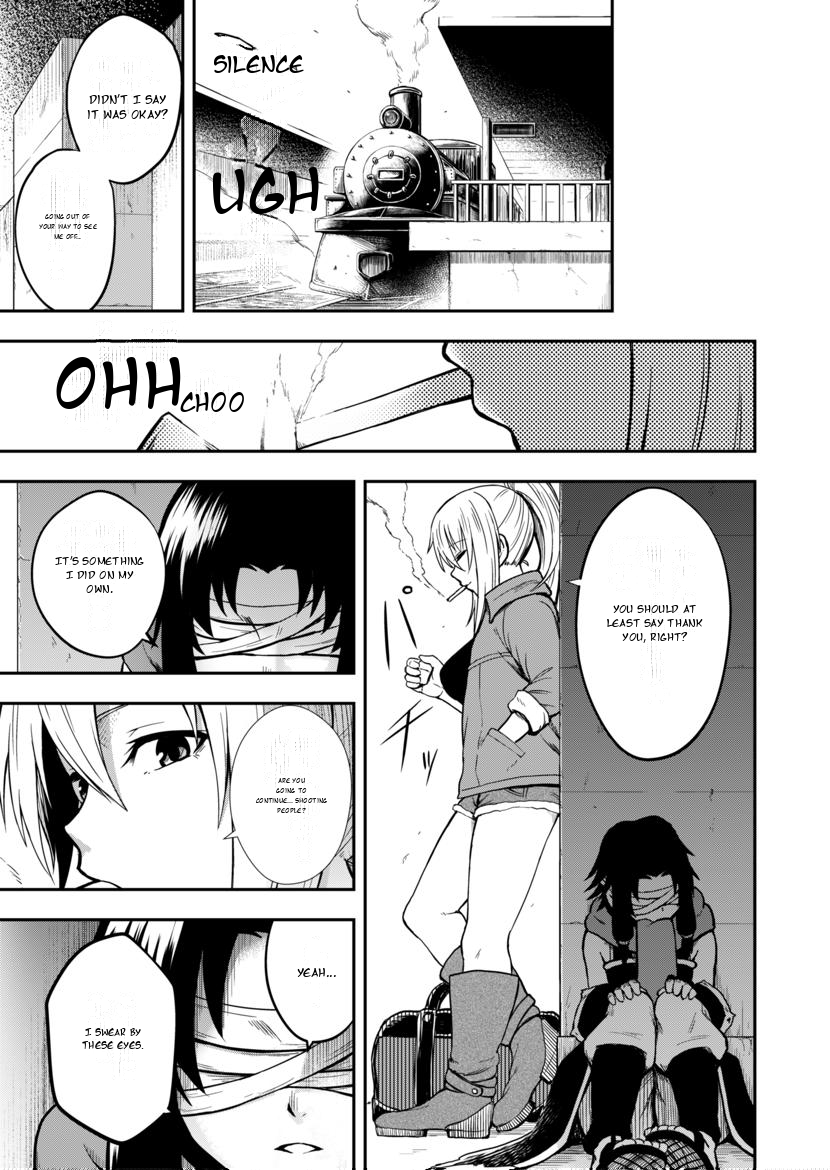 SILENCE
UGH
DIDN'T I SAY
IT WAS OKAY?
GOING OUT OF
YOUR WAY TO SEE
ME OFF...
OHH
CHOO
YOU SHOULD AT
LEAST SAY THANK
YOU, RIGHT?
IT'S SOMETHING
I DID ON MY
OWN.
ARE YOU
GOING TO
CONTINUE... SHOOTING
PEOPLE?
YEAH...
I SWEAR BY
THESE EYES.